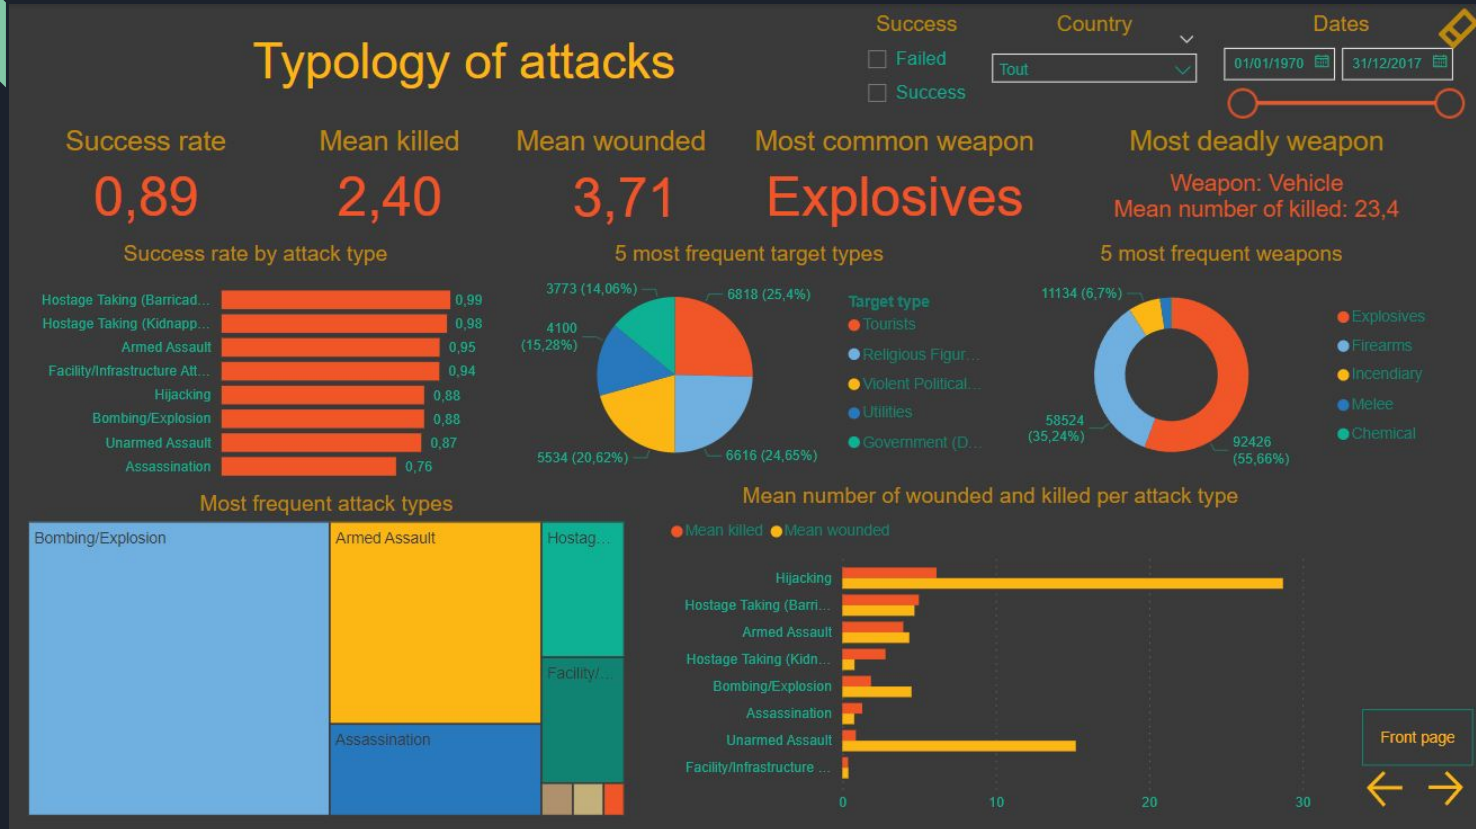 Typology of attacks
Success
Failed
Success
Country
Tout
Dates
01/01/1970
31/12/2017
Success rate
0,89
Mean killed
2,40
Mean wounded
3,71
Most common weapon
Explosives
Most deadly weapon
Weapon: Vehicle
Mean number of killed: 23,4
Success rate by attack type
Hostage Taking (Barricad... 0,99
Hostage Taking (Kidnapp... 0,98
Armed Assault 0,95
Facility/Infrastructure Att... 0,94
Hijacking 0,88
Bombing/Explosion 0,88
Unarmed Assault 0,87
Assassination 0,76
5 most frequent target types
3773 (14,06%)
6818 (25,4%)
4100
(15,28%)
5534 (20,62%)
6616 (24,65%)
Target type
Tourists
Religious Figur...
Violent Political...
Utilities
Government (D...
5 most frequent weapons
11134 (6,7%)
58524
(35,24%)
92426
(55,66%)
Explosives
Firearms
Incendiary
Melee
Chemical
Most frequent attack types
Bombing/Explosion
Armed Assault
Hostag...
Facility/...
Assassination
Mean number of wounded and killed per attack type
Mean killed Mean wounded
Hijacking
Hostage Taking (Barri...
Armed Assault
Hostage Taking (Kidn...
Bombing/Explosion
Assassination
Unarmed Assault
Facility/Infrastructure ...
0 10 20 30
Front page